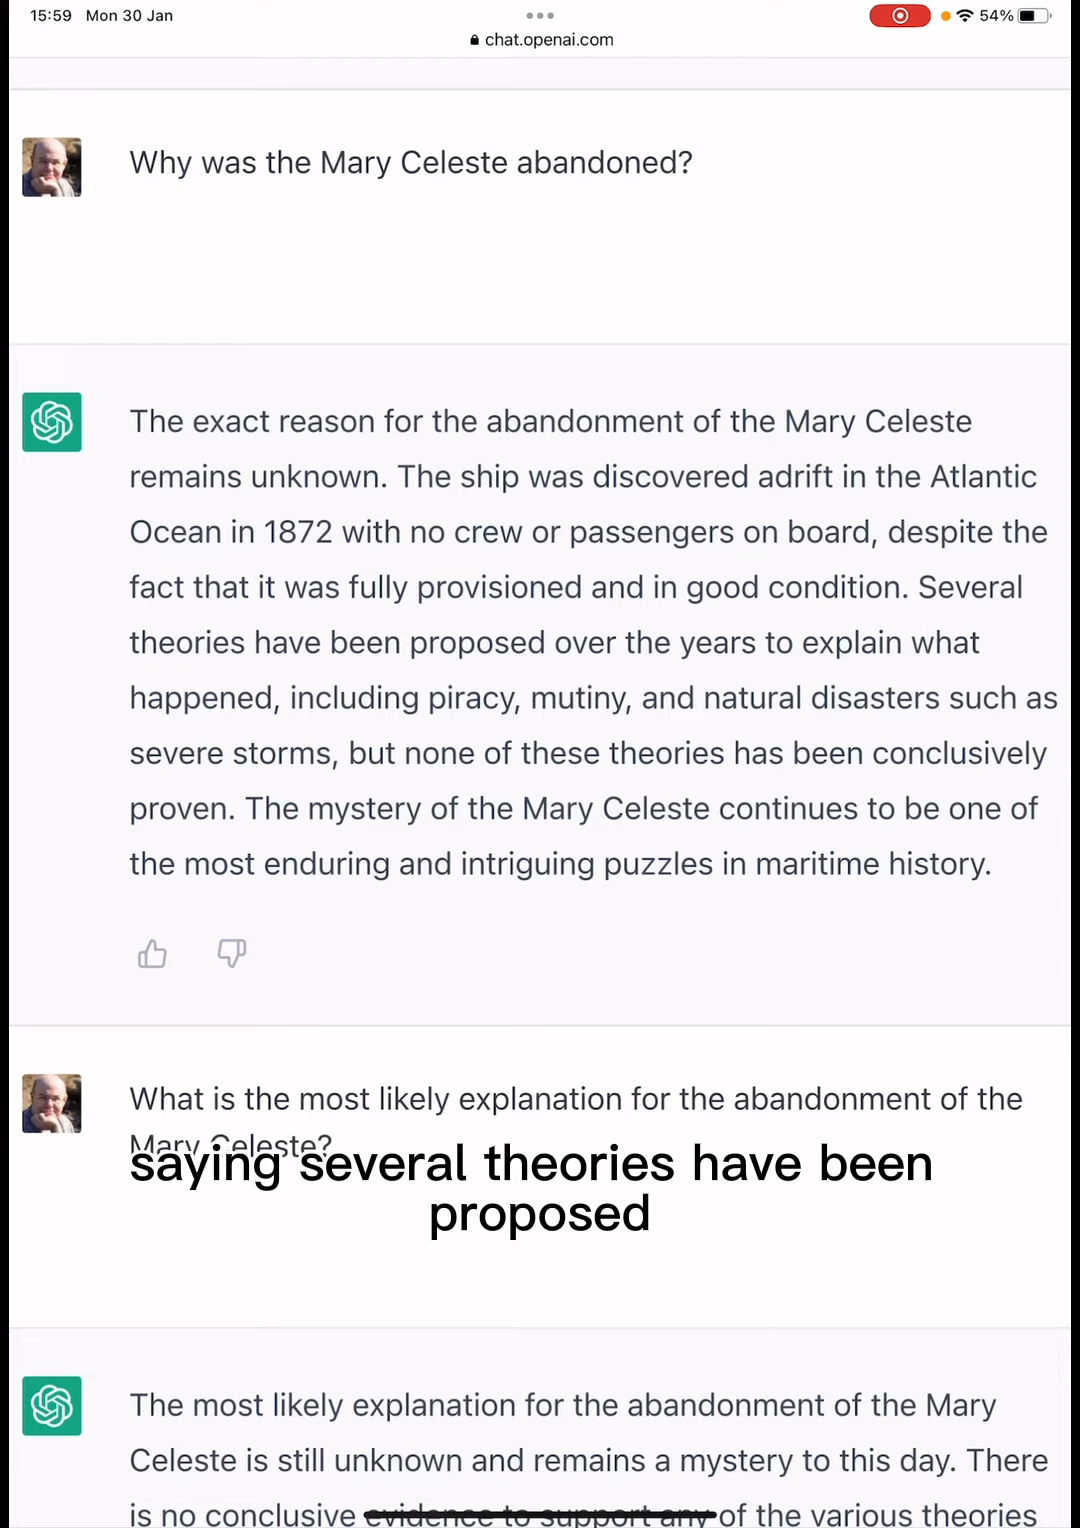 15:59 Mon 30 Jan
54%
chat.openai.com
Why was the Mary Celeste abandoned?
The exact reason for the abandonment of the Mary Celeste
remains unknown. The ship was discovered adrift in the Atlantic
Ocean in 1872 with no crew or passengers on board, despite the
fact that it was fully provisioned and in good condition. Several
theories have been proposed over the years to explain what
happened, including piracy, mutiny, and natural disasters such as
severe storms, but none of these theories has been conclusively
proven. The mystery of the Mary Celeste continues to be one of
the most enduring and intriguing puzzles in maritime history.
What is the most likely explanation for the abandonment of the
Mary Celeste?
saying several theories have been
proposed
The most likely explanation for the abandonment of the Mary
Celeste is still unknown and remains a mystery to this day. There
is no conclusive evidence to support any of the various theories